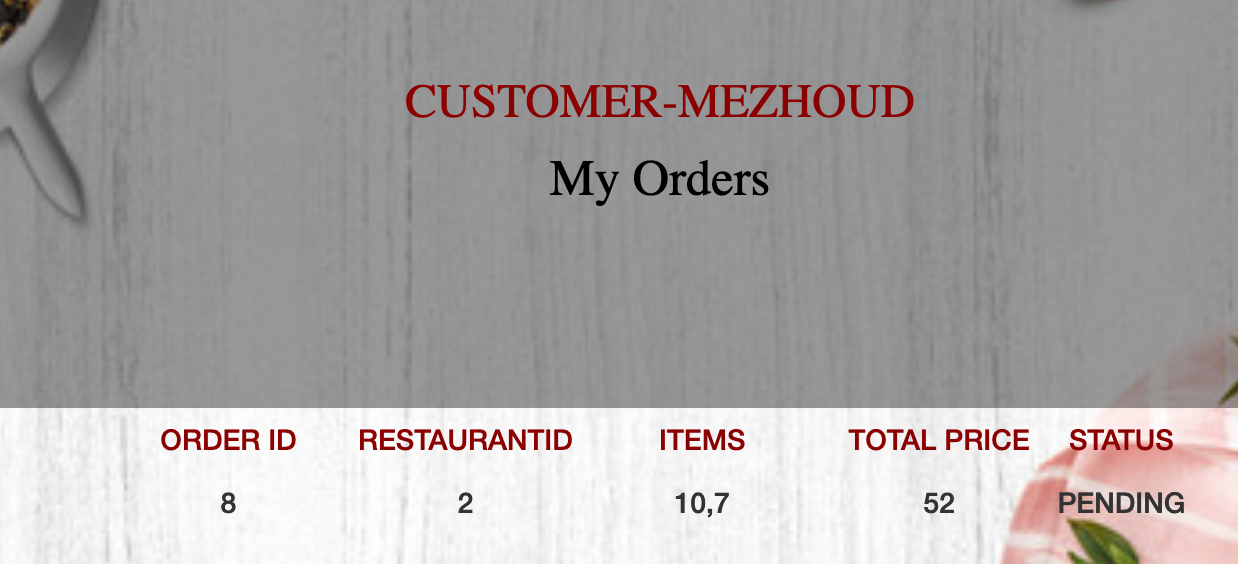 CUSTOMER-MEZHOUD
My Orders
ORDER ID RESTAURANTID ITEMS TOTAL PRICE STATUS
8 2 10,7 52 PENDING